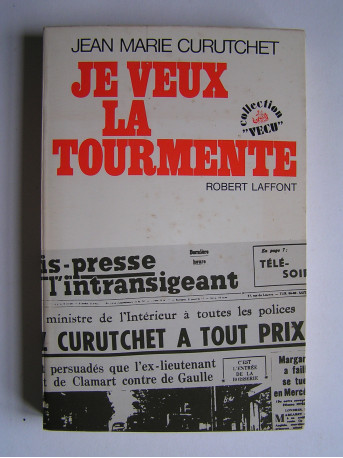 JEAN MARIE CURUTCHET
JE VEUX
LA
TOURMENTE
collection
"VECU"
ROBERT LAFFONT
Dernière
heure
is-presse
l'intransigeant
En page 7 :
TÉLÉ-
SOIR
ministre de l'Intérieur à toutes les polices
CURUTCHET A TOUT PRIX
persuadés que l'ex-lieutenant
t de Clamart contre de Gaulle
C'EST
L'ENTRÉE
DE LA
BOISSERIE
Margar
a fail
se tue
en Merce